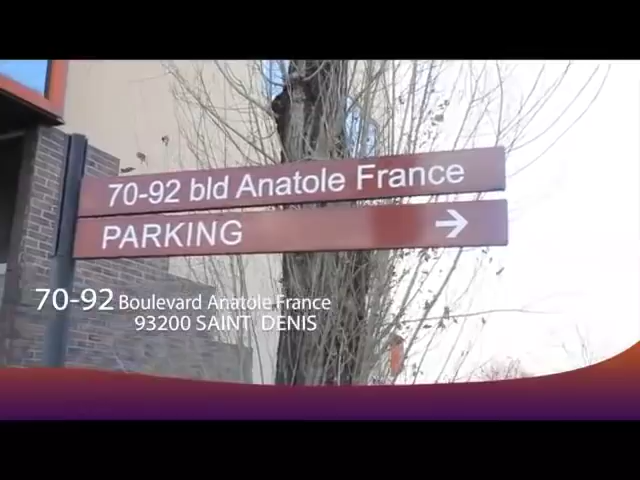 70-92 bld Anatole France
PARKING →
70-92 Boulevard Anatole France
93200 SAINT DENIS